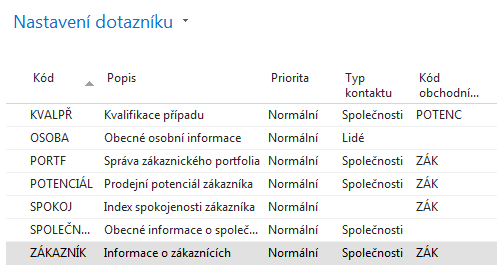 Nastavení dotazníku
Kód Popis Priorita Typ kontaktu Kód obchodní...
KVALPŘ Kvalifikace případu Normální Společnosti POTENC
OSOBA Obecné osobní informace Normální Lidé
PORTF Správa zákaznického portfolia Normální Společnosti ZÁK
POTENCIÁL Prodejní potenciál zákazníka Normální Společnosti ZÁK
SPOKOJ Index spokojenosti zákazníka Normální ZÁK
SPOLEČN... Obecné informace o společ... Normální Společnosti
ZÁKAZNÍK Informace o zákaznících Normální Společnosti ZÁK